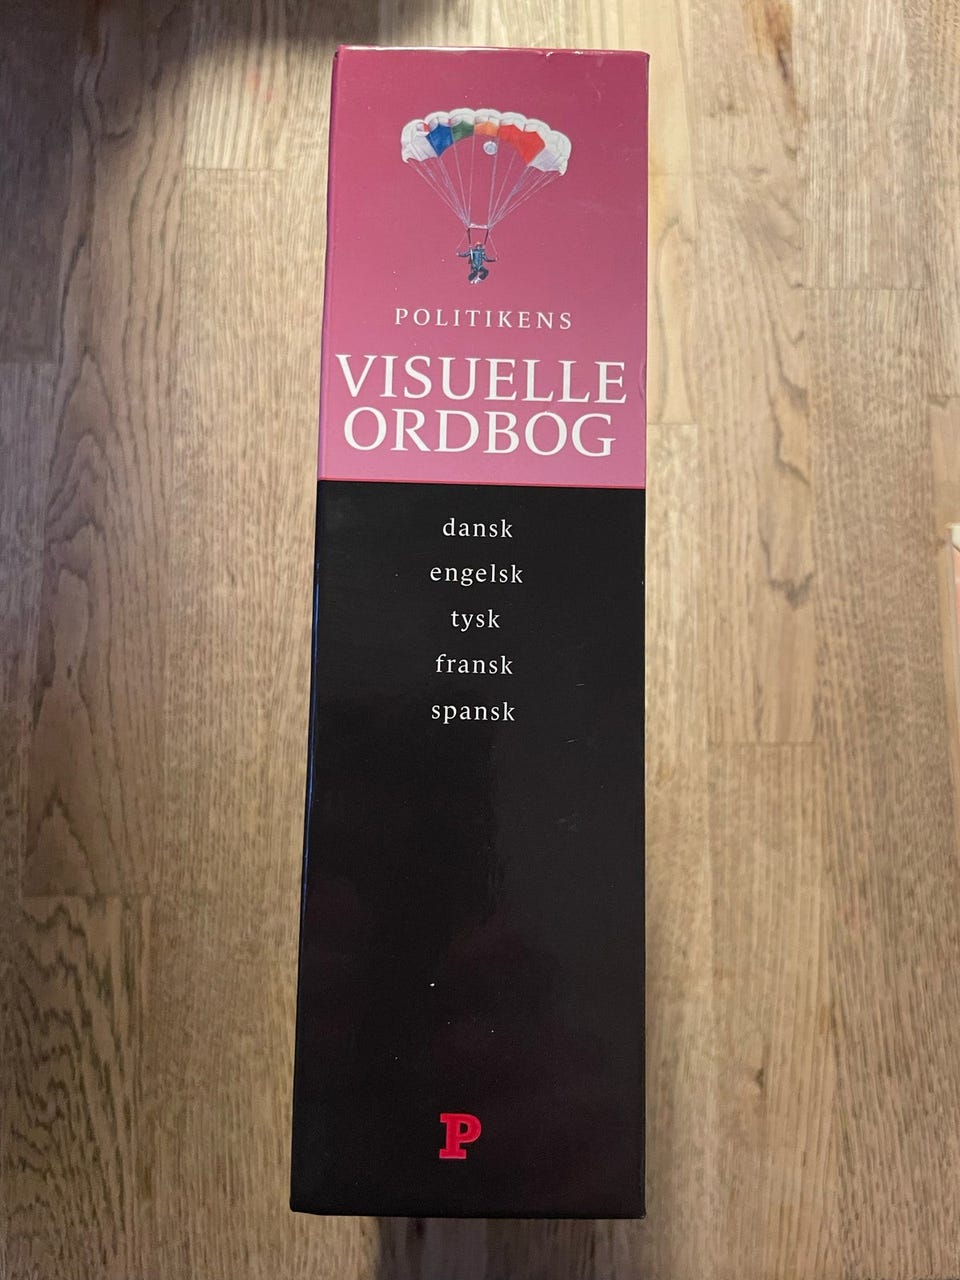 POLITIKENS
VISUELLE
ORDBOG
dansk
engelsk
tysk
fransk
spansk
P